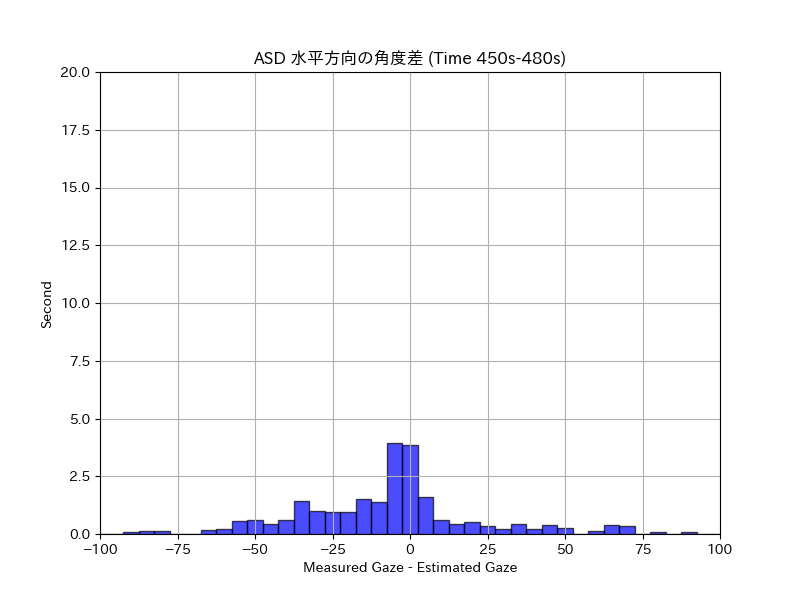 ASD 水平方向の角度差 (Time 450s-480s)
20.0
17.5
15.0
12.5
10.0
7.5
5.0
2.5
0.0
Second
−100 −75 −50 −25 0 25 50 75 100
Measured Gaze - Estimated Gaze